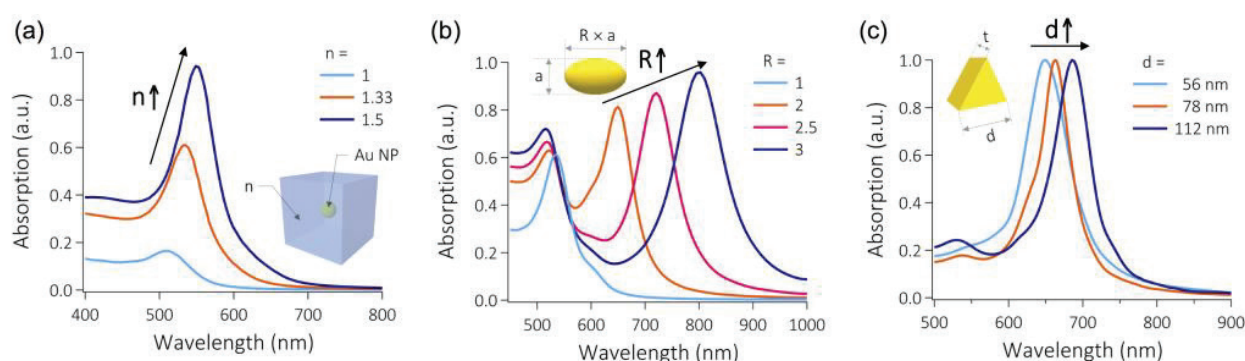 (a)
n =
1
1.33
1.5
n↑
Au NP
n
Absorption (a.u.)
1.0
0.8
0.6
0.4
0.2
0.0
400 500 600 700 800
Wavelength (nm)
(b)
R × a
a
R↑
R =
1
2
2.5
3
Absorption (a.u.)
1.0
0.8
0.6
0.4
0.2
0.0
500 600 700 800 900 1000
Wavelength (nm)
(c)
t
d
d↑
d =
56 nm
78 nm
112 nm
Absorption (a.u.)
1.0
0.8
0.6
0.4
0.2
0.0
500 600 700 800 900
Wavelength (nm)